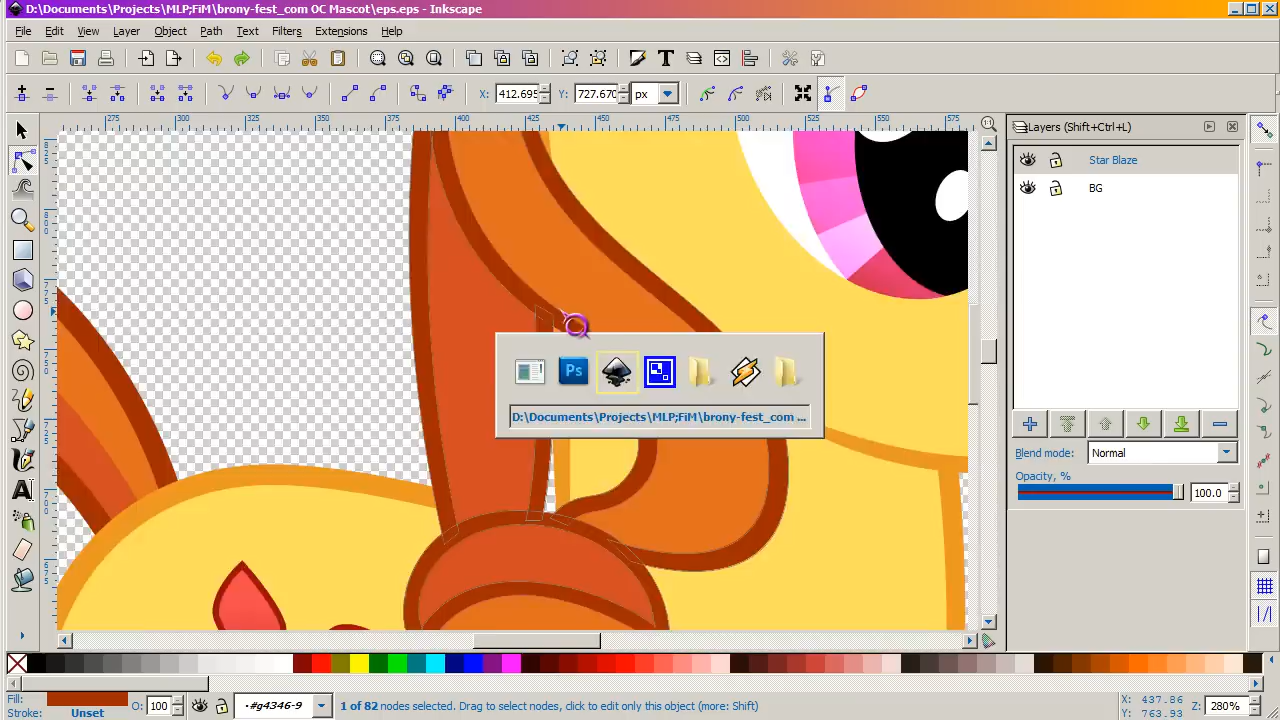 D:\Documents\Projects\MLP;FiM\brony-fest_com OC Mascot\eps.eps - Inkscape
File Edit View Layer Object Path Text Filters Extensions Help
X: 412.695 Y: 727.670 px
275 300 325 350 375 400 425 450 475 500 525 550 575
Layers (Shift+Ctrl+L)
Star Blaze
BG
Ps
D:\Documents\Projects\MLP;FiM\brony-fest_com ...
Blend mode: Normal
Opacity, % 100.0
Fill:
Stroke: Unset
O: 100
·#g4346-9
1 of 82 nodes selected. Drag to select nodes, click to edit only this object (more: Shift)
X: 437.86
Y: 763.93
Z: 280%